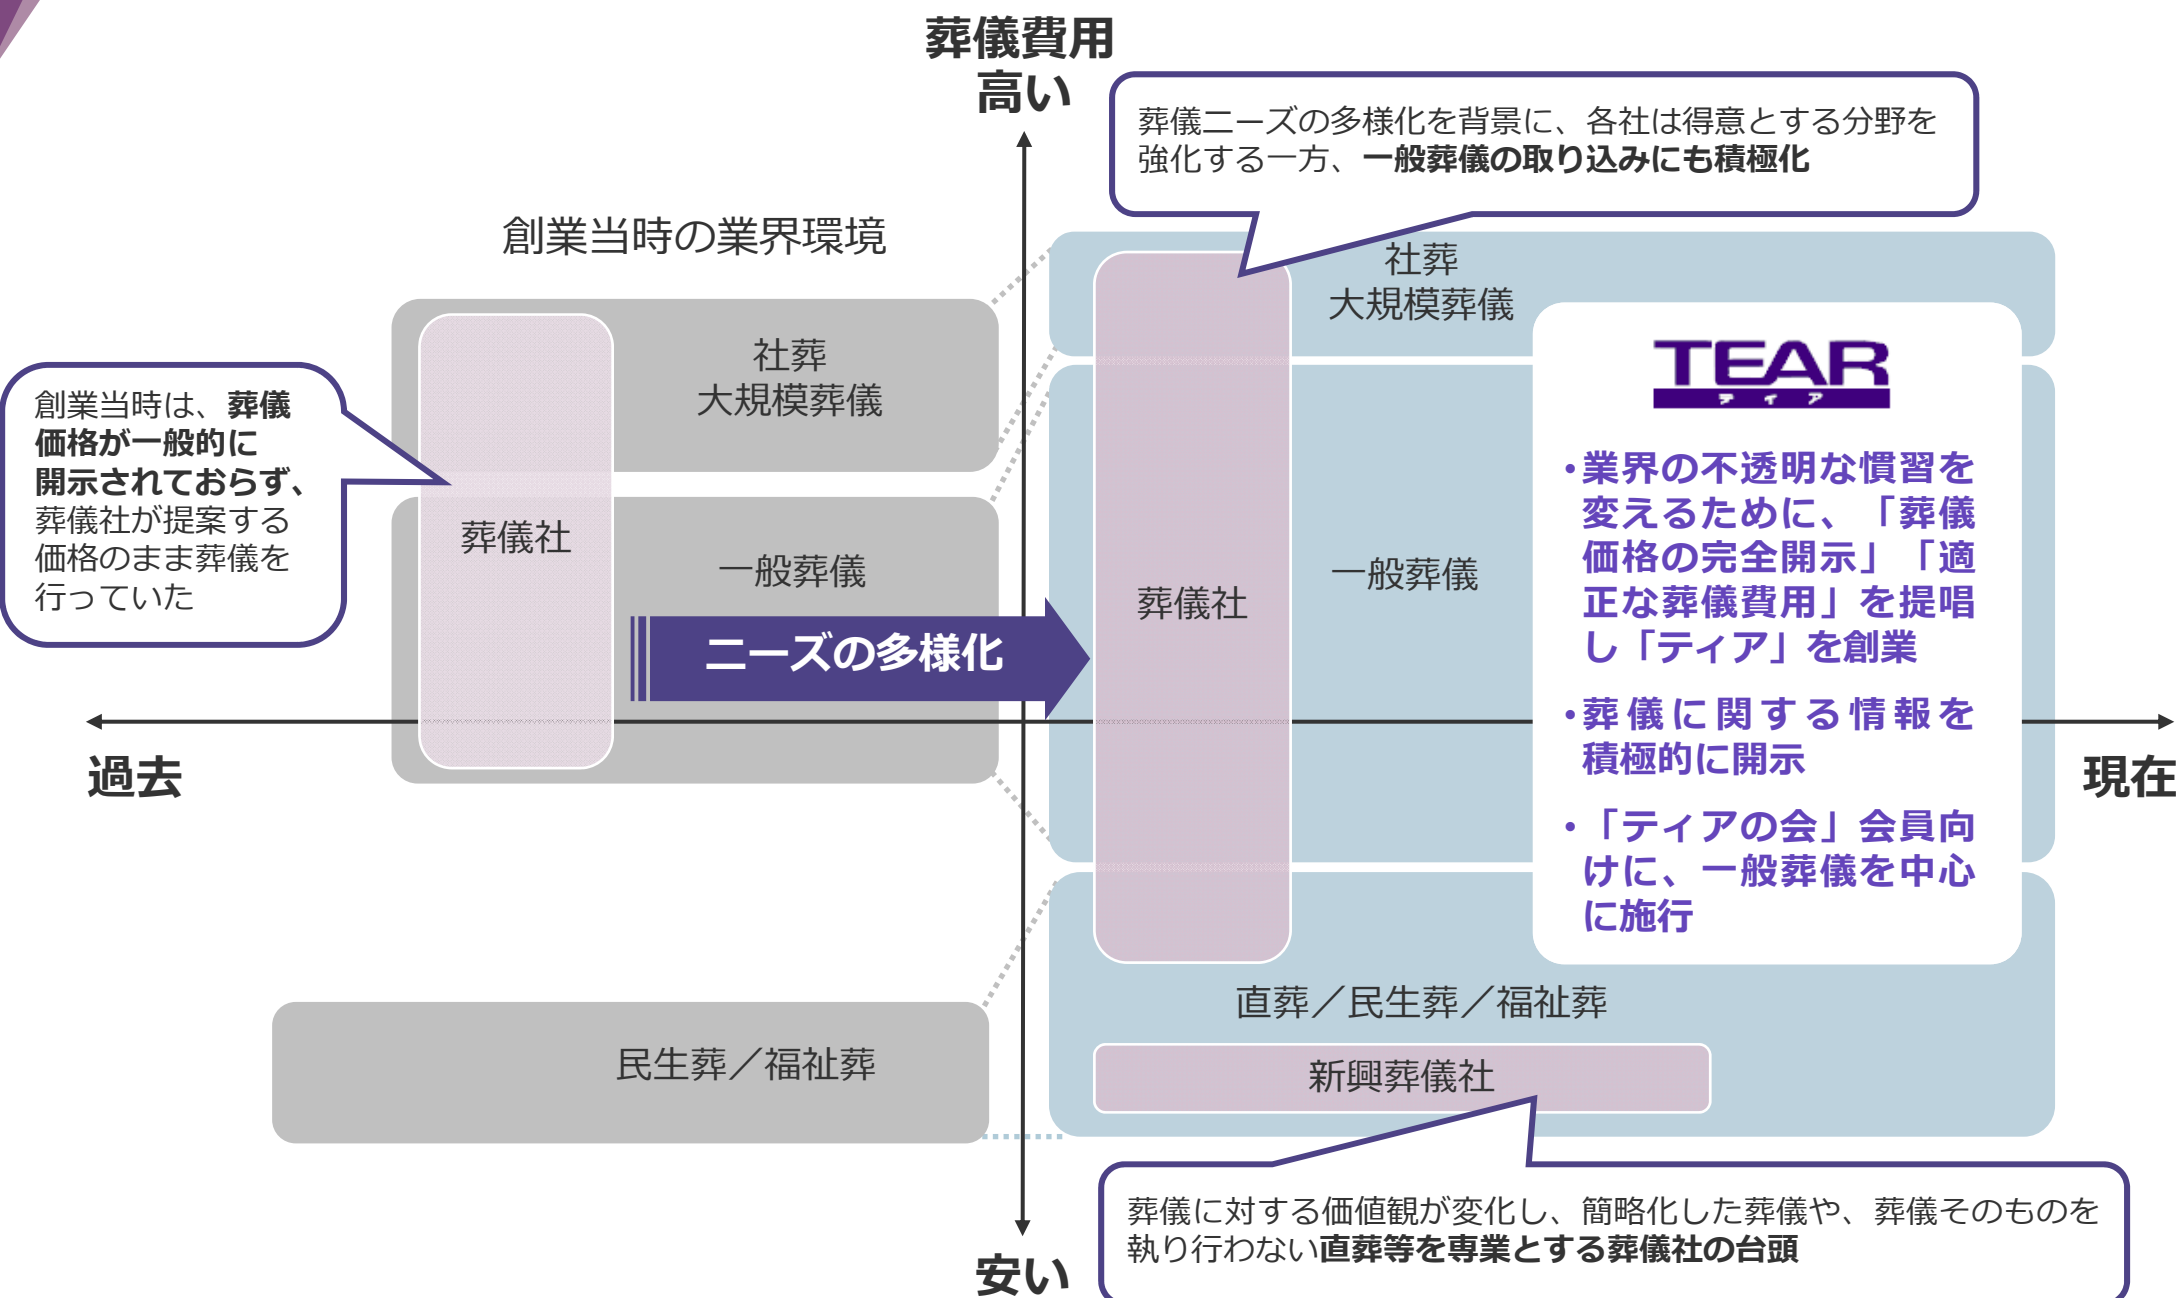 葬儀費用
高い
葬儀ニーズの多様化を背景に、各社は得意とする分野を
強化する一方、一般葬儀の取り込みにも積極化
創業当時の業界環境
社葬
大規模葬儀
葬儀社
一般葬儀
創業当時は、葬儀
価格が一般的に
開示されておらず、
葬儀社が提案する
価格のまま葬儀を
行っていた
ニーズの多様化
過去
民生葬／福祉葬
社葬
大規模葬儀
葬儀社
一般葬儀
TEAR
ティア
・業界の不透明な慣習を
変えるために、「葬儀
価格の完全開示」「適
正な葬儀費用」を提唱
し「ティア」を創業
・葬儀に関する情報を
積極的に開示
・「ティアの会」会員向
けに、一般葬儀を中心
に施行
現在
直葬／民生葬／福祉葬
新興葬儀社
葬儀に対する価値観が変化し、簡略化した葬儀や、葬儀そのものを
執り行わない直葬等を専業とする葬儀社の台頭
安い